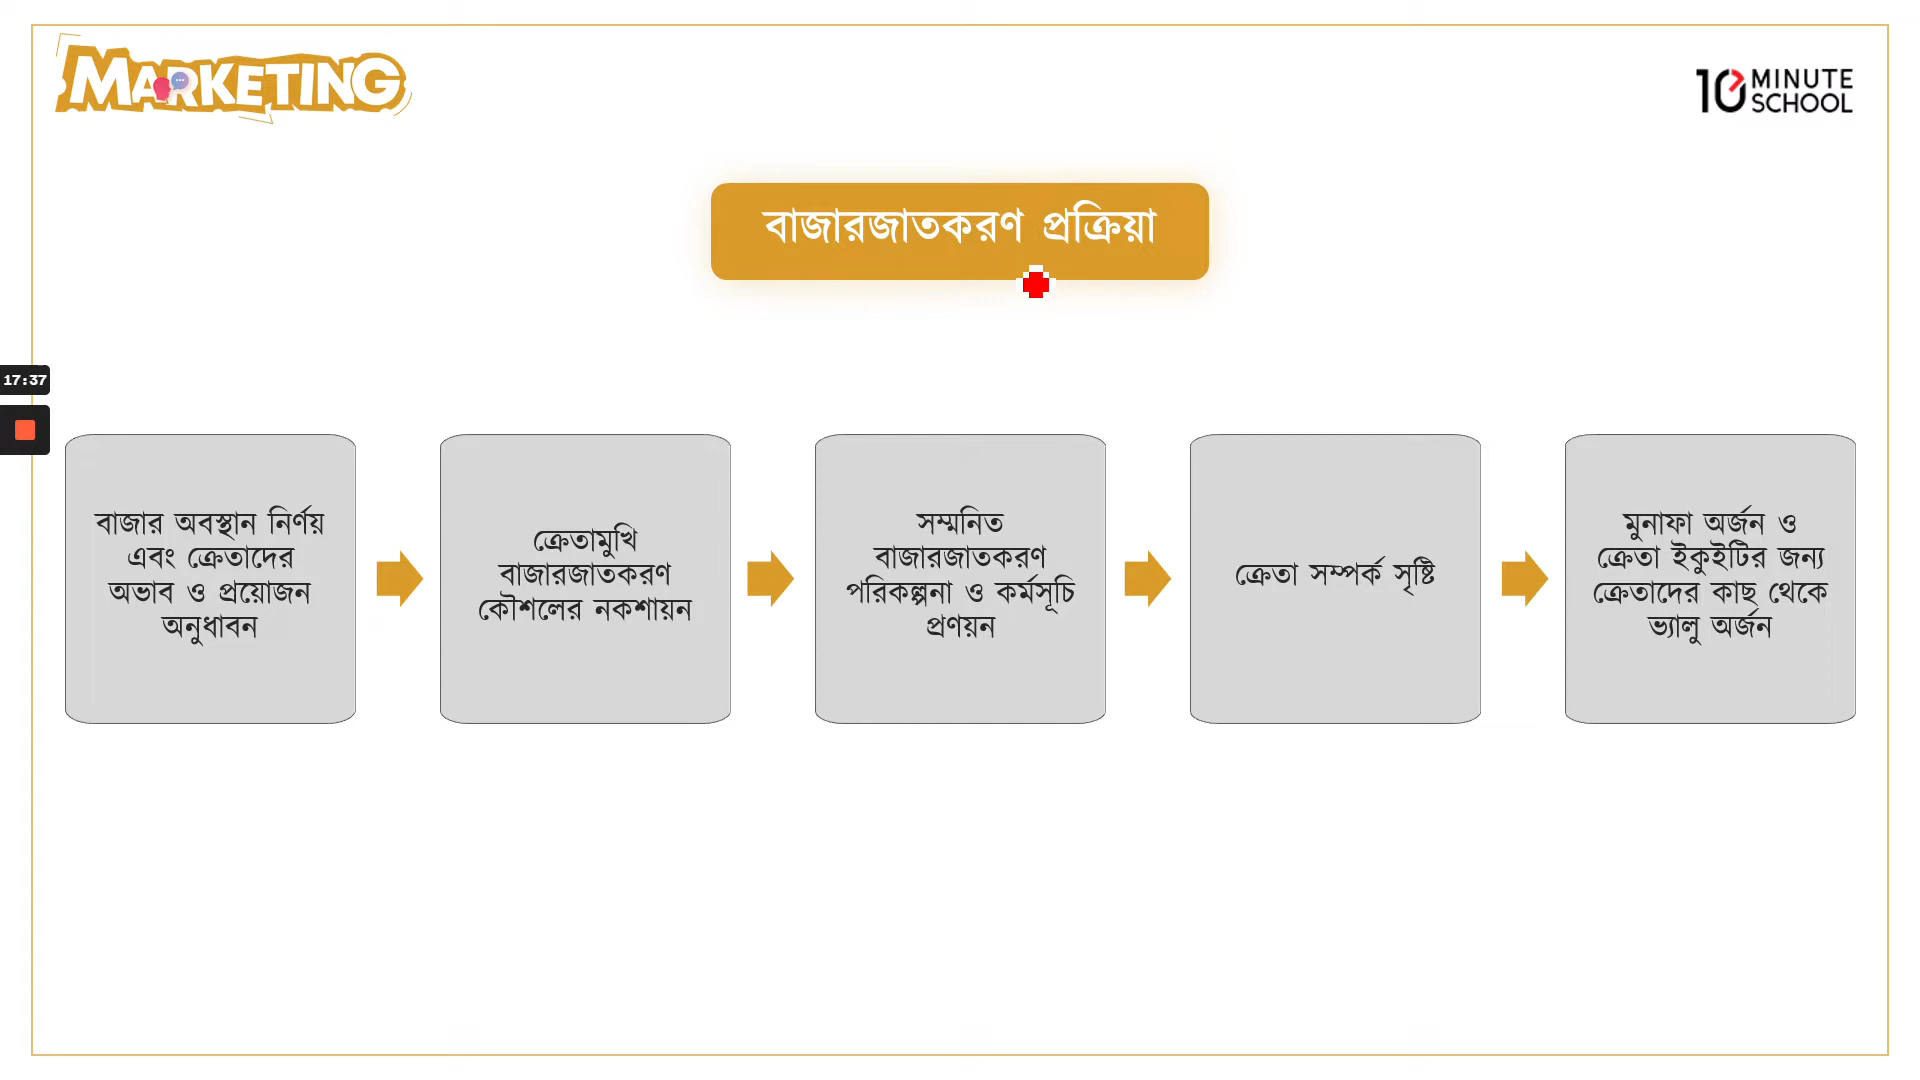 MARKETING
10 MINUTE
SCHOOL
বাজারজাতকরণ প্রক্রিয়া
17:37
বাজার অবস্থান নির্ণয়
এবং ক্রেতাদের
অভাব ও প্রয়োজন
অনুধাবন
ক্রেতামুখি
বাজারজাতকরণ
কৌশলের নকশায়ন
সম্মনিত
বাজারজাতকরণ
পরিকল্পনা ও কর্মসূচি
প্রণয়ন
ক্রেতা সম্পর্ক সৃষ্টি
মুনাফা অর্জন ও
ক্রেতা ইকুইটির জন্য
ক্রেতাদের কাছ থেকে
ভ্যালু অর্জন